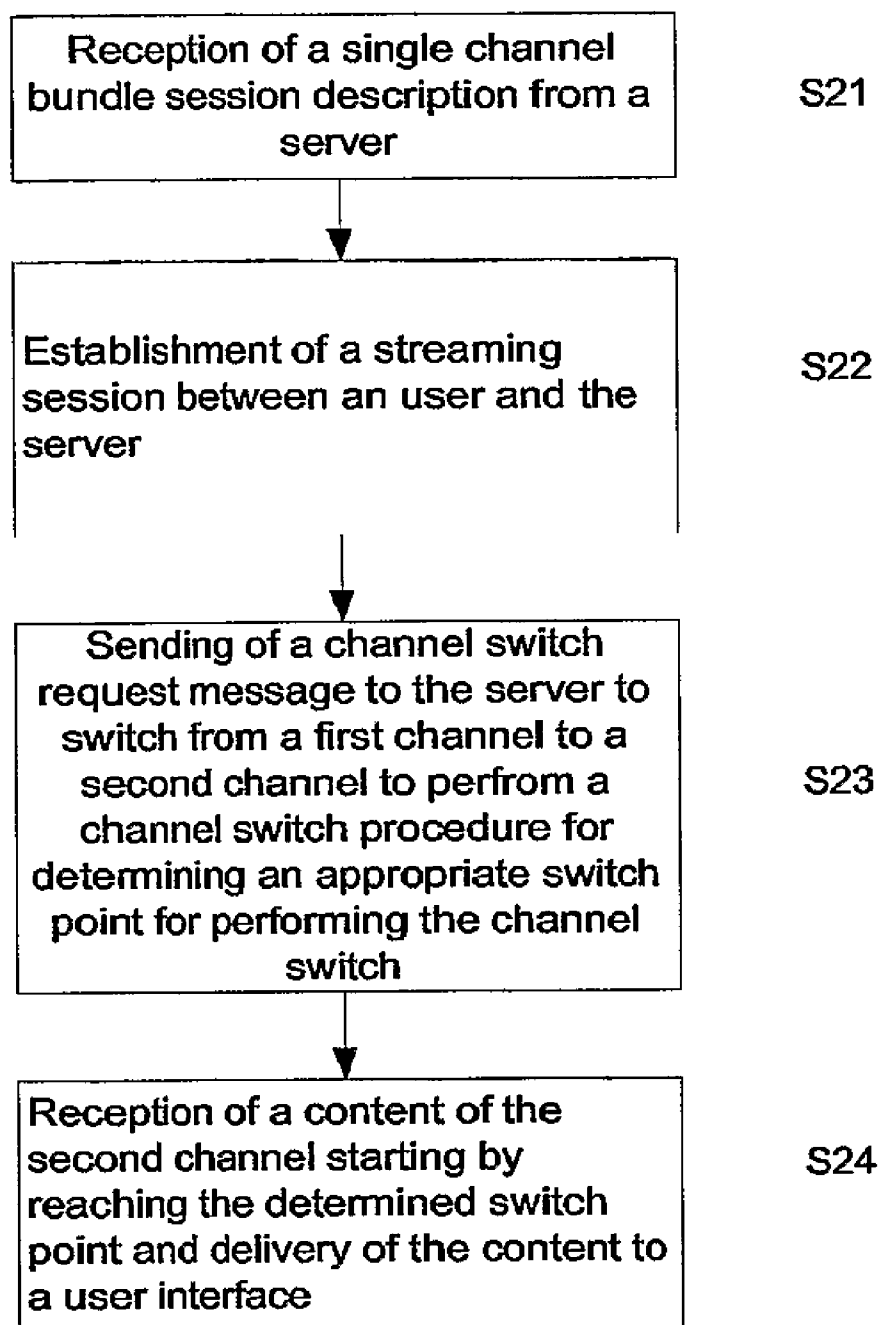 Reception of a single channel
bundle session description from a
server
S21
Establishment of a streaming
session between an user and the
server
S22
Sending of a channel switch
request message to the server to
switch from a first channel to a
second channel to perfrom a
channel switch procedure for
determining an appropriate switch
point for performing the channel
switch
S23
Reception of a content of the
second channel starting by
reaching the determined switch
point and delivery of the content to
a user interface
S24